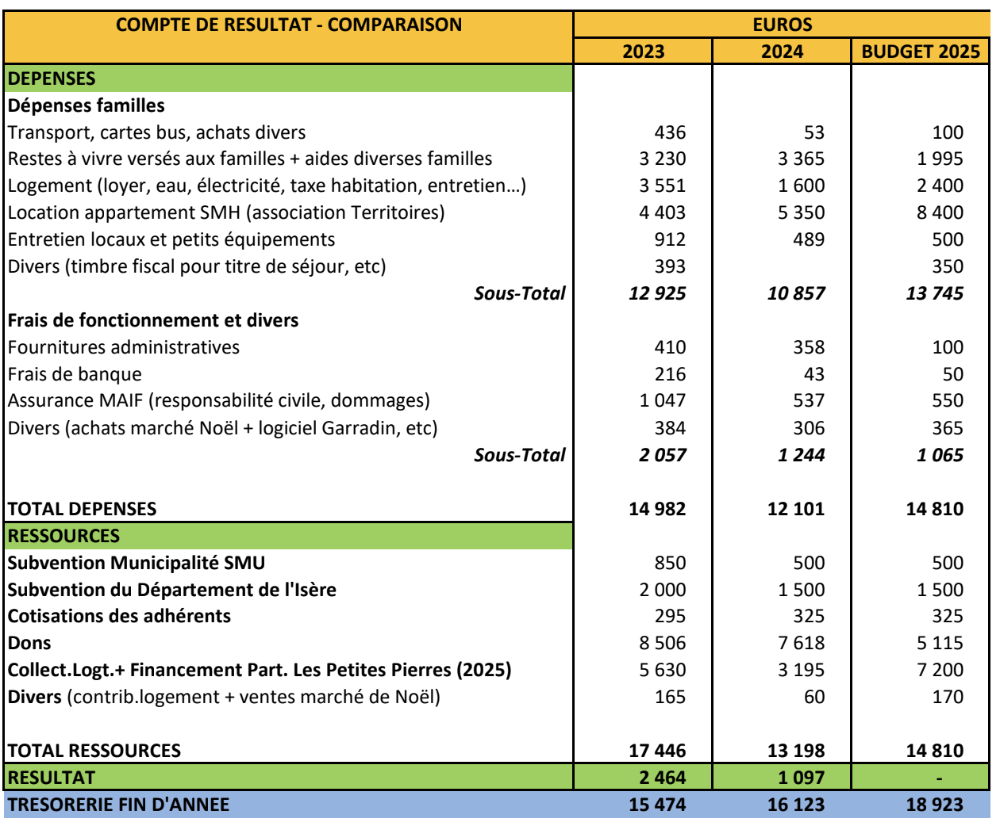 COMPTE DE RESULTAT - COMPARAISON EUROS
2023 2024 BUDGET 2025
DEPENSES
Dépenses familles
Transport, cartes bus, achats divers 436 53 100
Restes à vivre versés aux familles + aides diverses familles 3 230 3 365 1 995
Logement (loyer, eau, électricité, taxe habitation, entretien...) 3 551 1 600 2 400
Location appartement SMH (association Territoires) 4 403 5 350 8 400
Entretien locaux et petits équipements 912 489 500
Divers (timbre fiscal pour titre de séjour, etc) 393 350
Sous-Total 12 925 10 857 13 745
Frais de fonctionnement et divers
Fournitures administratives 410 358 100
Frais de banque 216 43 50
Assurance MAIF (responsabilité civile, dommages) 1 047 537 550
Divers (achats marché Noël + logiciel Garradin, etc) 384 306 365
Sous-Total 2 057 1 244 1 065
TOTAL DEPENSES 14 982 12 101 14 810
RESSOURCES
Subvention Municipalité SMU 850 500 500
Subvention du Département de l'Isère 2 000 1 500 1 500
Cotisations des adhérents 295 325 325
Dons 8 506 7 618 5 115
Collect.Logt.+ Financement Part. Les Petites Pierres (2025) 5 630 3 195 7 200
Divers (contrib.logement + ventes marché de Noël) 165 60 170
TOTAL RESSOURCES 17 446 13 198 14 810
RESULTAT 2 464 1 097 -
TRESORERIE FIN D'ANNEE 15 474 16 123 18 923